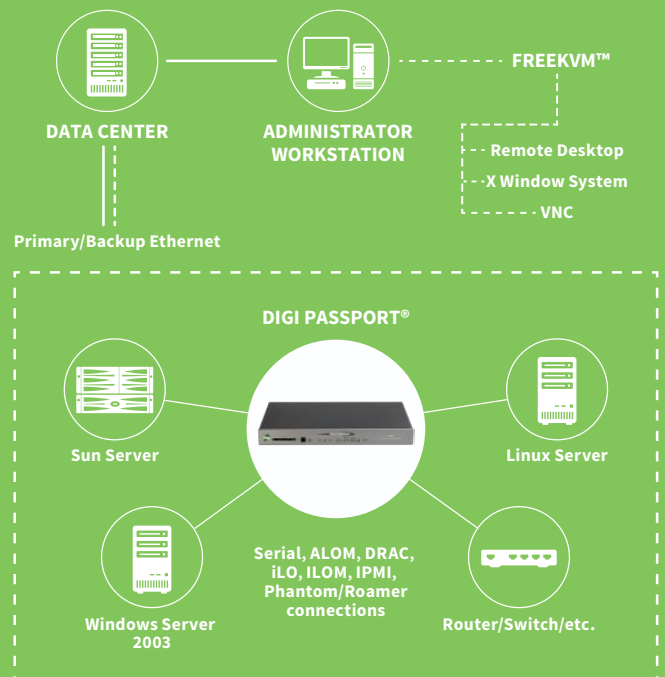 FREEKVM™
DATA CENTER
ADMINISTRATOR
WORKSTATION
Remote Desktop
X Window System
VNC
Primary/Backup Ethernet
DIGI PASSPORT®
Sun Server
Linux Server
Serial, ALOM, DRAC,
iLO, ILOM, IPMI,
Phantom/Roamer
connections
Windows Server
2003
Router/Switch/etc.